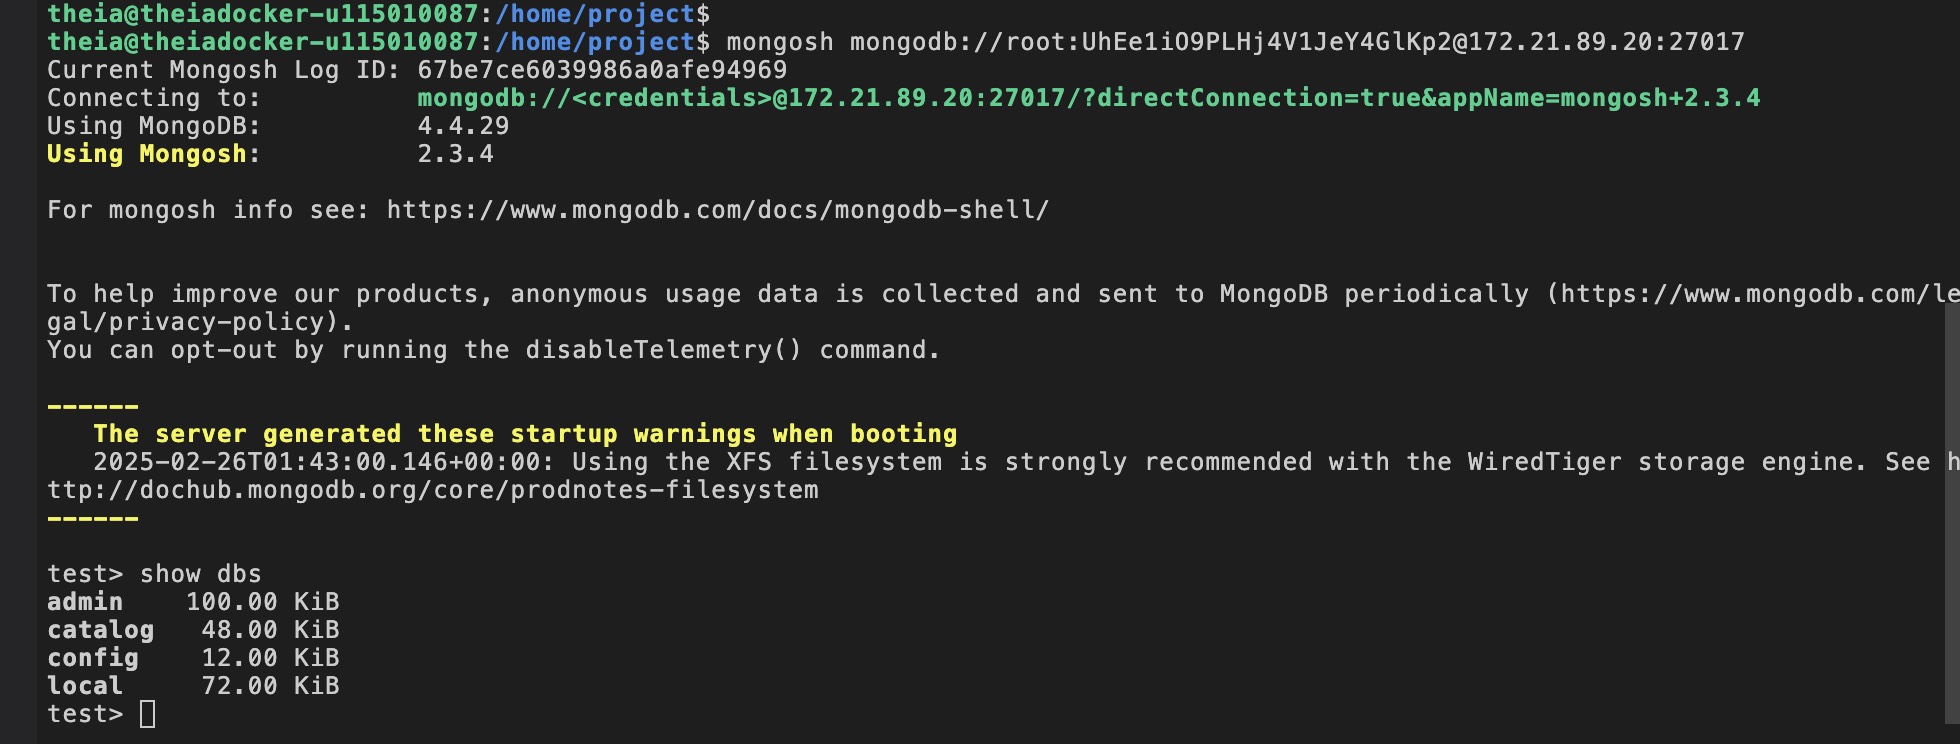 theia@theiadocker-u115010087:/home/project$
theia@theiadocker-u115010087:/home/project$ mongosh mongodb://root:UhEe1iO9PLHj4V1JeY4GlKp2@172.21.89.20:27017
Current Mongosh Log ID: 67be7ce6039986a0afe94969
Connecting to:          mongodb://<credentials>@172.21.89.20:27017/?directConnection=true&appName=mongosh+2.3.4
Using MongoDB:          4.4.29
Using Mongosh:          2.3.4
For mongosh info see: https://www.mongodb.com/docs/mongodb-shell/
To help improve our products, anonymous usage data is collected and sent to MongoDB periodically (https://www.mongodb.com/le
gal/privacy-policy).
You can opt-out by running the disableTelemetry() command.
------
The server generated these startup warnings when booting
2025-02-26T01:43:00.146+00:00: Using the XFS filesystem is strongly recommended with the WiredTiger storage engine. See h
ttp://dochub.mongodb.org/core/prodnotes-filesystem
------
test> show dbs
admin    100.00 KiB
catalog   48.00 KiB
config    12.00 KiB
local     72.00 KiB
test>